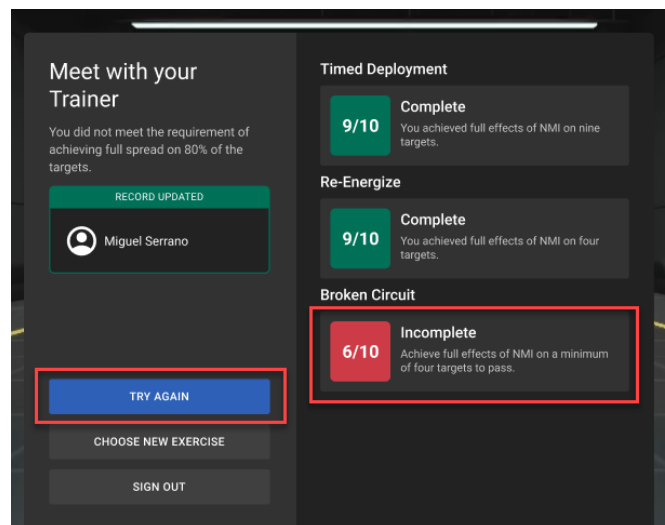 Meet with your
Trainer
You did not meet the requirement of
achieving full spread on 80% of the
targets.
RECORD UPDATED
Miguel Serrano
TRY AGAIN
CHOOSE NEW EXERCISE
SIGN OUT
Timed Deployment
9/10
Complete
You achieved full effects of NMI on nine
targets.
Re-Energize
9/10
Complete
You achieved full effects of NMI on four
targets.
Broken Circuit
6/10
Incomplete
Achieve full effects of NMI on a minimum
of four targets to pass.